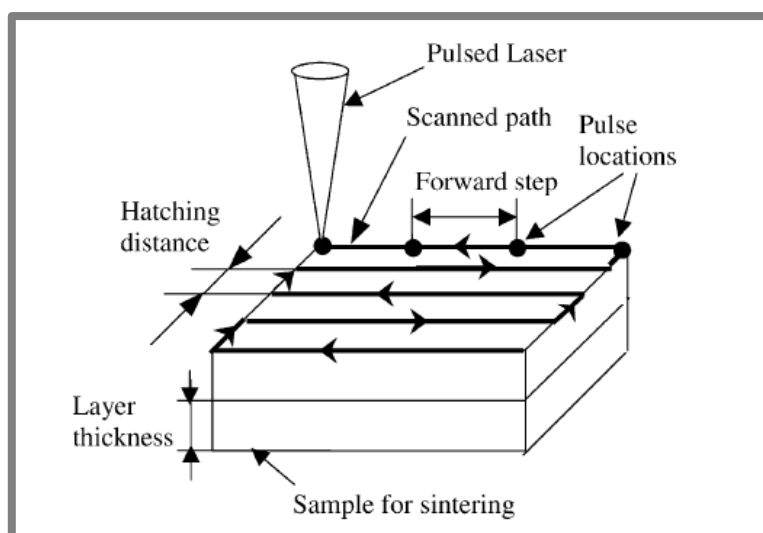 Pulsed Laser
Scanned path
Pulse
locations
Forward step
Hatching
distance
Layer
thickness
Sample for sintering